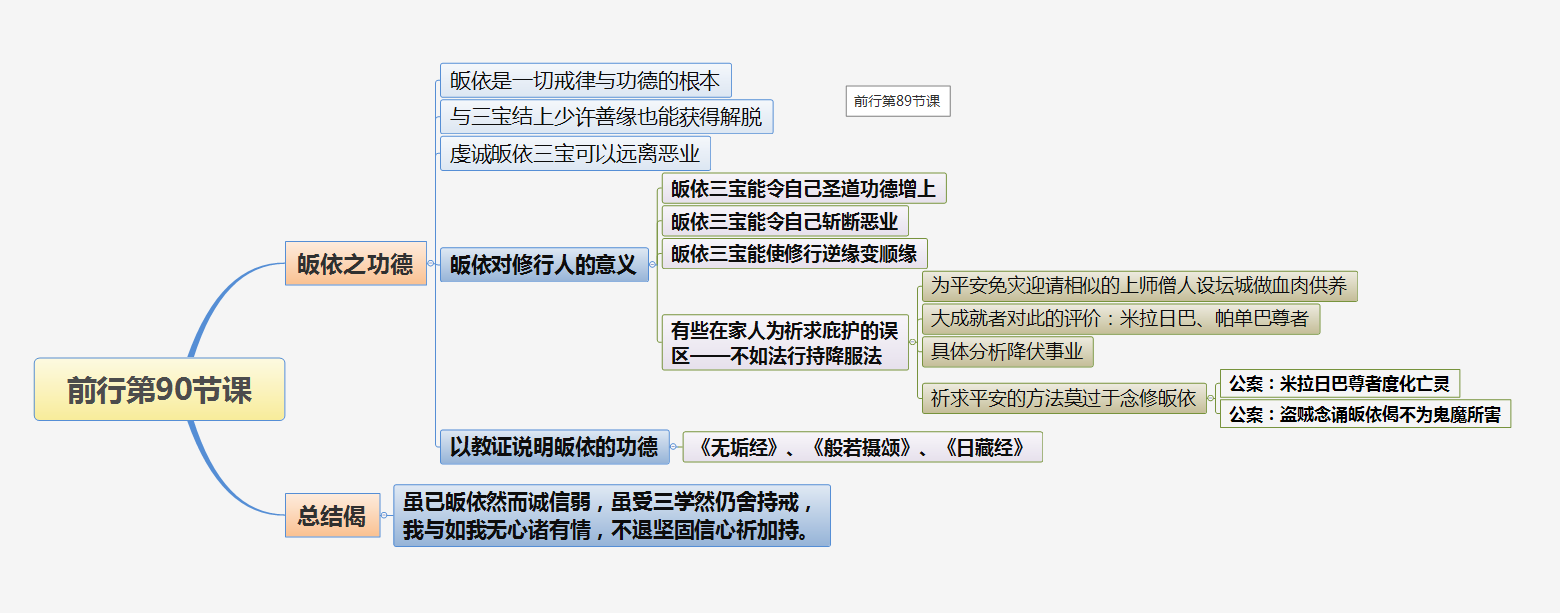 前行第90节课
皈依之功德
皈依是一切戒律与功德的根本
与三宝结上少许善缘也能获得解脱
虔诚皈依三宝可以远离恶业
前行第89节课
皈依对修行人的意义
皈依三宝能令自己圣道功德增上
皈依三宝能令自己斩断恶业
皈依三宝能使修行逆缘变顺缘
有些在家人为祈求庇护的误
区——不如法行持降服法
为平安免灾迎请相似的上师僧人设坛城做血肉供养
大成就者对此的评价：米拉日巴、帕单巴尊者
具体分析降伏事业
祈求平安的方法莫过于念修皈依
公案：米拉日巴尊者度化亡灵
公案：盗贼念诵皈依偈不为鬼魔所害
以教证说明皈依的功德
《无垢经》、《般若摄颂》、《日藏经》
总结偈
虽已皈依然而诚信弱，虽受三学然仍舍持戒，
我与如我无心诸有情，不退坚固信心祈加持。